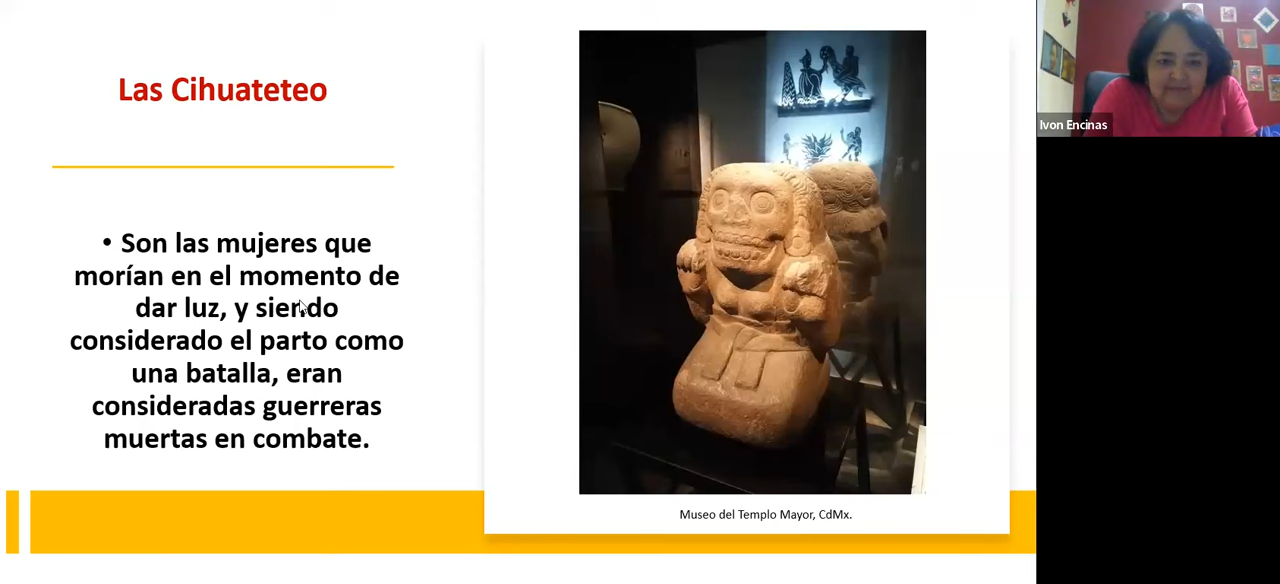 Las Cihuateteo
• Son las mujeres que
morían en el momento de
dar luz, y siendo
considerado el parto como
una batalla, eran
consideradas guerreras
muertas en combate.
Museo del Templo Mayor, CdMx.
Ivon Encinas